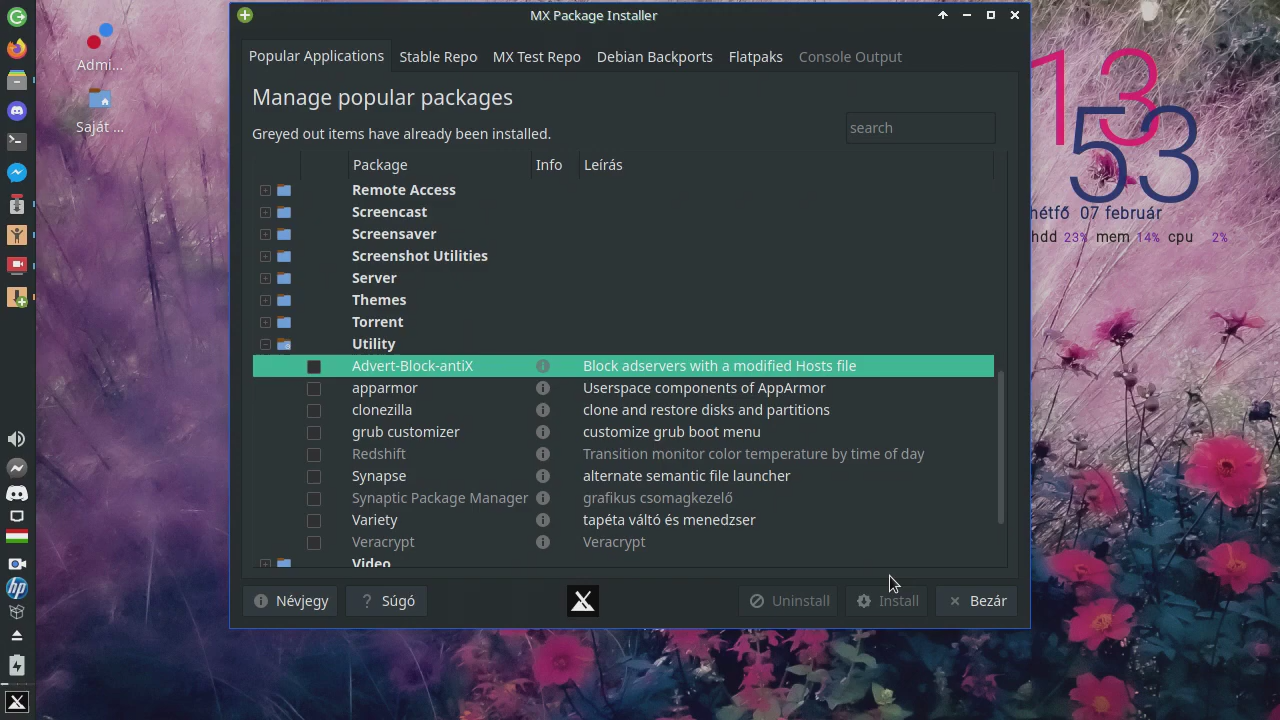 MX Package Installer
Admi...
Saját ...
Popular Applications Stable Repo MX Test Repo Debian Backports Flatpaks Console Output
Manage popular packages
Greyed out items have already been installed.
search
Package Info Leírás
Remote Access
Screencast
Screensaver
Screenshot Utilities
Server
Themes
Torrent
Utility
Advert-Block-antiX Block adservers with a modified Hosts file
apparmor Userspace components of AppArmor
clonezilla clone and restore disks and partitions
grub customizer customize grub boot menu
Redshift Transition monitor color temperature by time of day
Synapse alternate semantic file launcher
Synaptic Package Manager grafikus csomagkezelő
Variety tapéta váltó és menedzser
Veracrypt Veracrypt
Video
Névjegy ? Súgó Uninstall Install Bezár
13
53
hétfő 07 február
hdd 23% mem 14% cpu 2%
hp